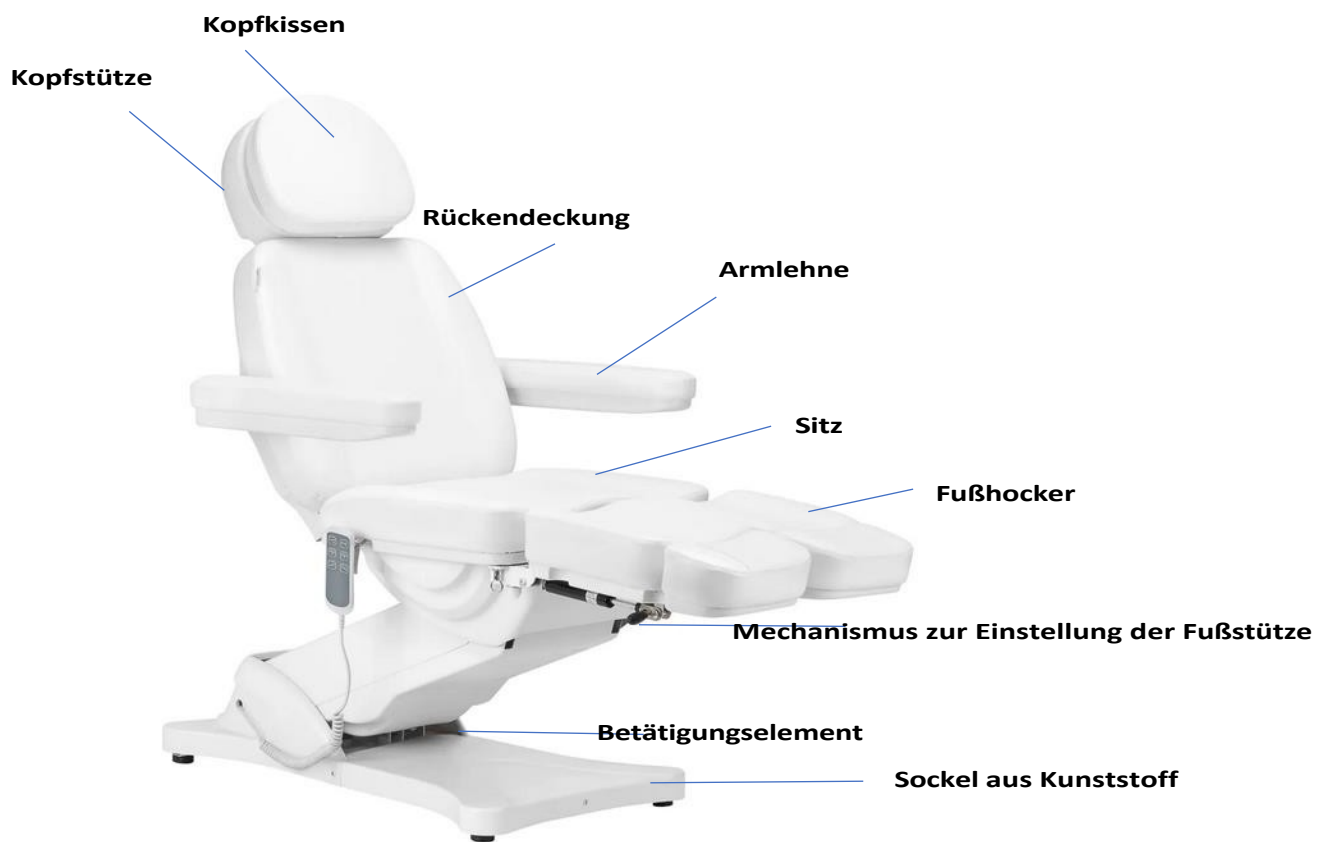 Kopfkissen
Kopfstütze
Rückendeckung
Armlehne
Sitz
Fußhocker
Mechanismus zur Einstellung der Fußstütze
Betätigungselement
Sockel aus Kunststoff